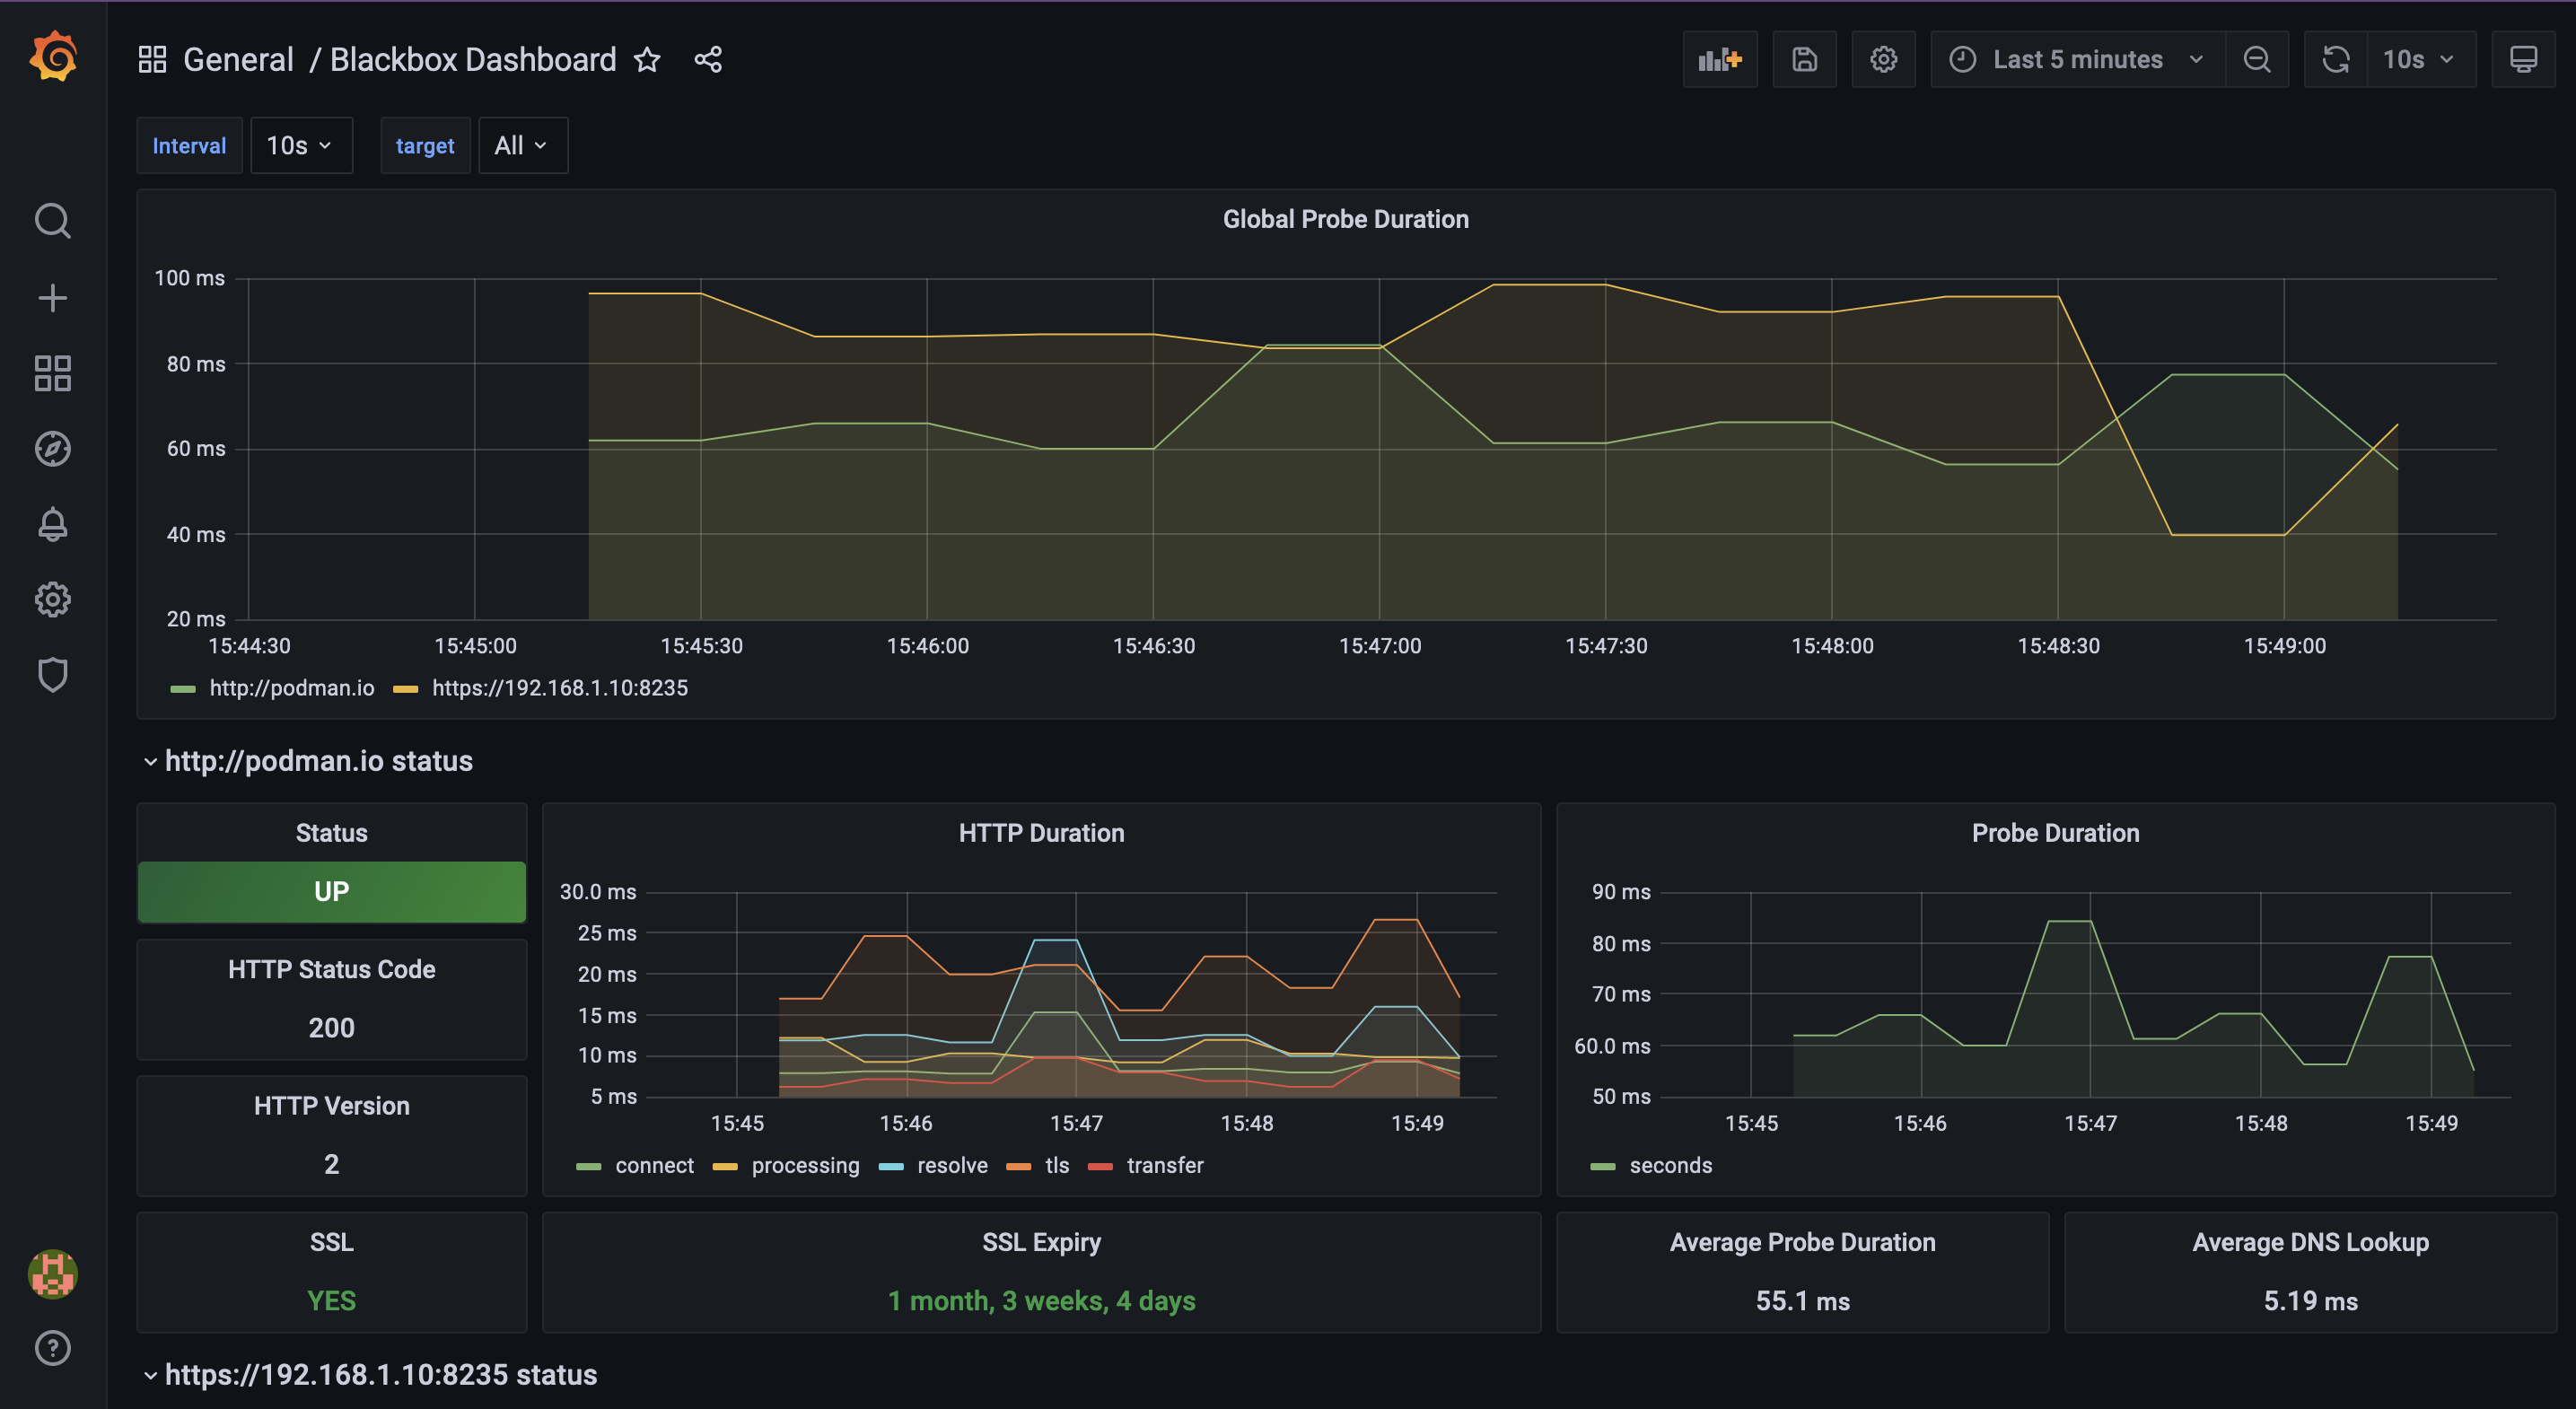 General / Blackbox Dashboard
Last 5 minutes
10s
Interval 10s target All
Global Probe Duration
100 ms
80 ms
60 ms
40 ms
20 ms
15:44:30 15:45:00 15:45:30 15:46:00 15:46:30 15:47:00 15:47:30 15:48:00 15:48:30 15:49:00
http://podman.io https://192.168.1.10:8235
http://podman.io status
Status
UP
HTTP Status Code
200
HTTP Version
2
HTTP Duration
30.0 ms
25 ms
20 ms
15 ms
10 ms
5 ms
15:45 15:46 15:47 15:48 15:49
connect processing resolve tls transfer
Probe Duration
90 ms
80 ms
70 ms
60.0 ms
50 ms
15:45 15:46 15:47 15:48 15:49
seconds
SSL
YES
SSL Expiry
1 month, 3 weeks, 4 days
Average Probe Duration
55.1 ms
Average DNS Lookup
5.19 ms
https://192.168.1.10:8235 status